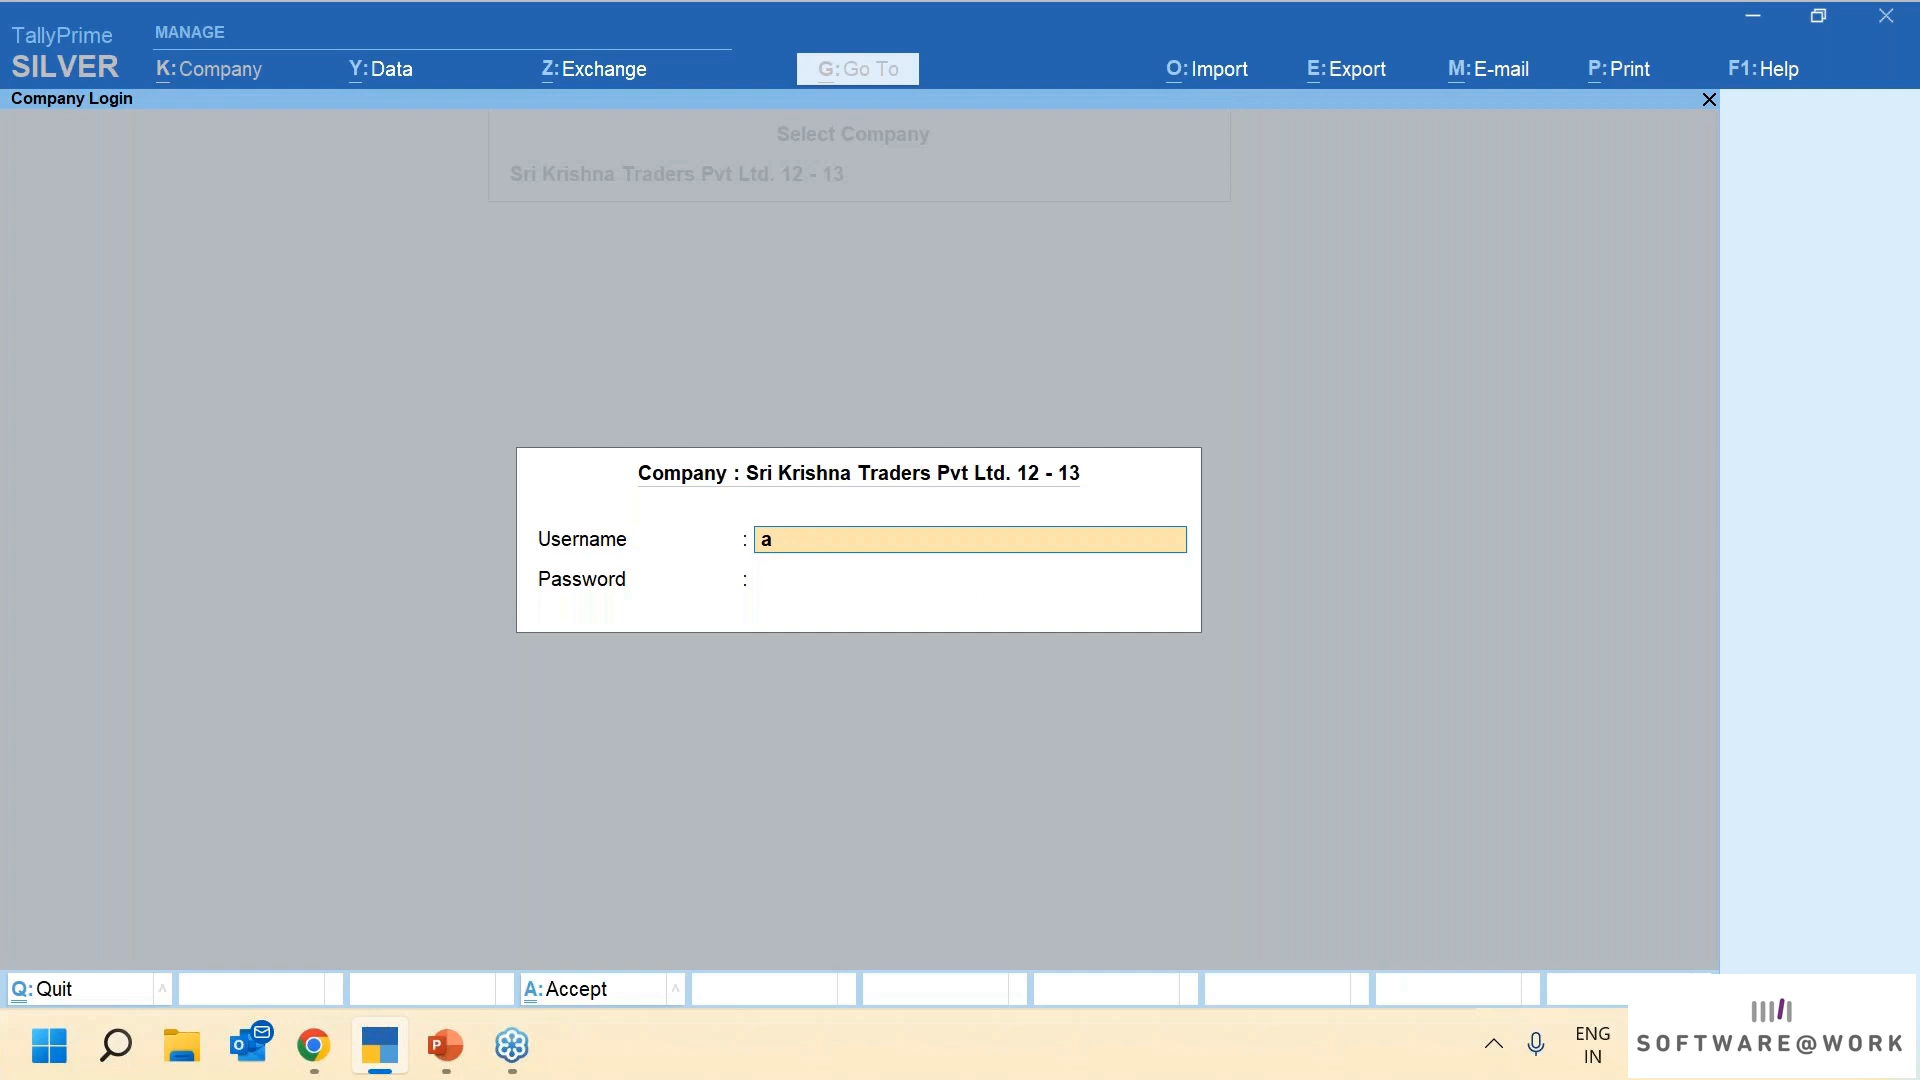 TallyPrime
SILVER
MANAGE
K:Company
Y:Data
Z:Exchange
G:Go To
O:Import
E:Export
M:E-mail
P:Print
F1:Help
Company Login
Select Company
Sri Krishna Traders Pvt Ltd. 12 - 13
Company : Sri Krishna Traders Pvt Ltd. 12 - 13
Username : a
Password :
Q:Quit
A:Accept
ENG
IN
SOFTWARE@WORK